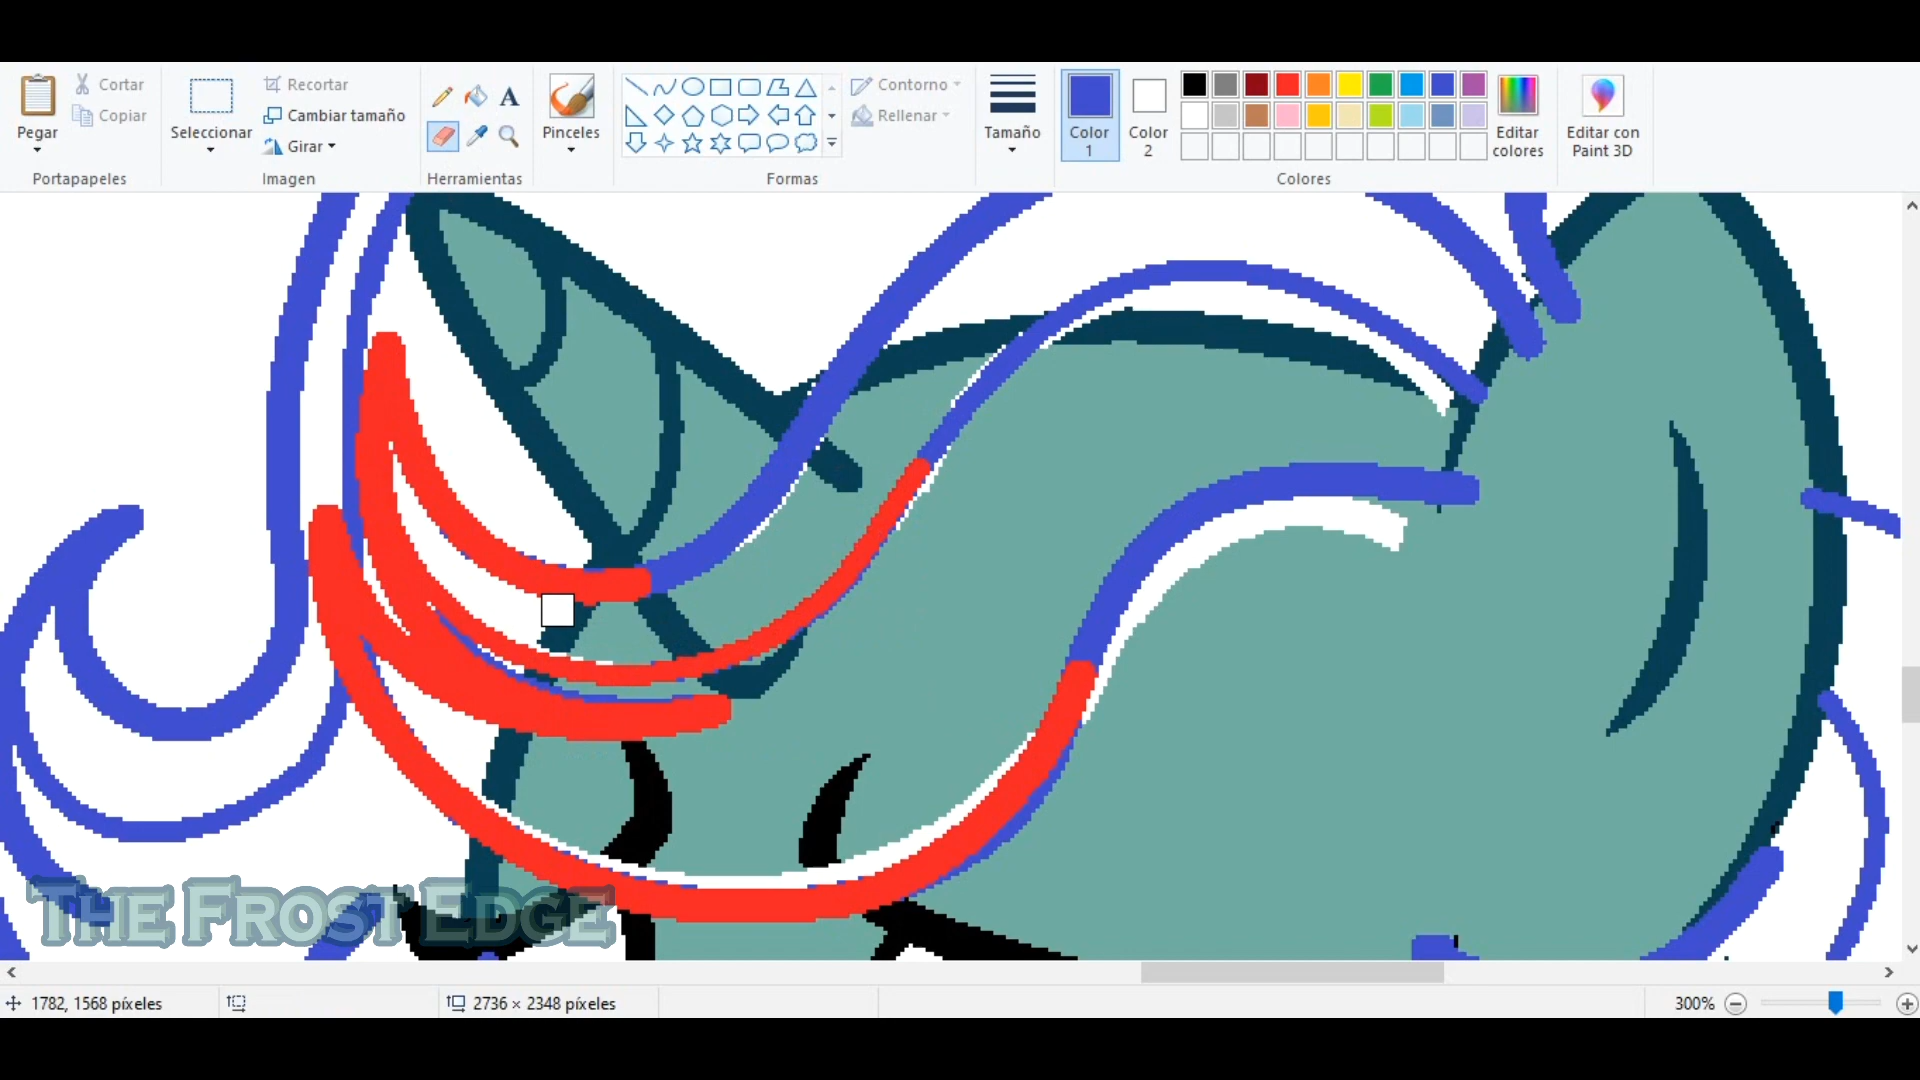 Pegar
Cortar
Copiar
Portapapeles
Seleccionar
Recortar
Cambiar tamaño
Girar
Imagen
A
Herramientas
Pinceles
Formas
Contorno
Rellenar
Tamaño
Color
1
Color
2
Colores
Editar
colores
Editar con
Paint 3D
THE FROST EDGE
1782, 1568 píxeles
2736 × 2348 píxeles
300%